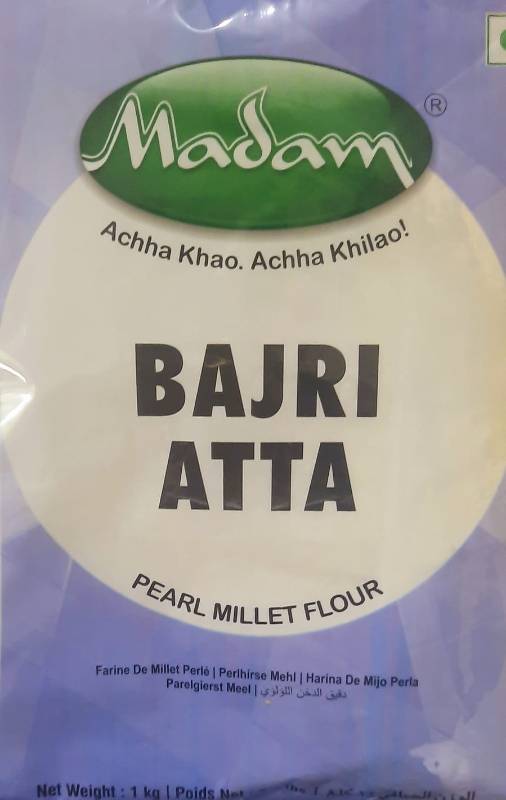 Madam ®
Achha Khao. Achha Khilao!
BAJRI
ATTA
PEARL MILLET FLOUR
Farine De Millet Perlé | Perlhirse Mehl | Harina De Mijo Perla
Parelgierst Meel | دقيق الدخن اللؤلؤي
Net Weight : 1 kg | Poids Net